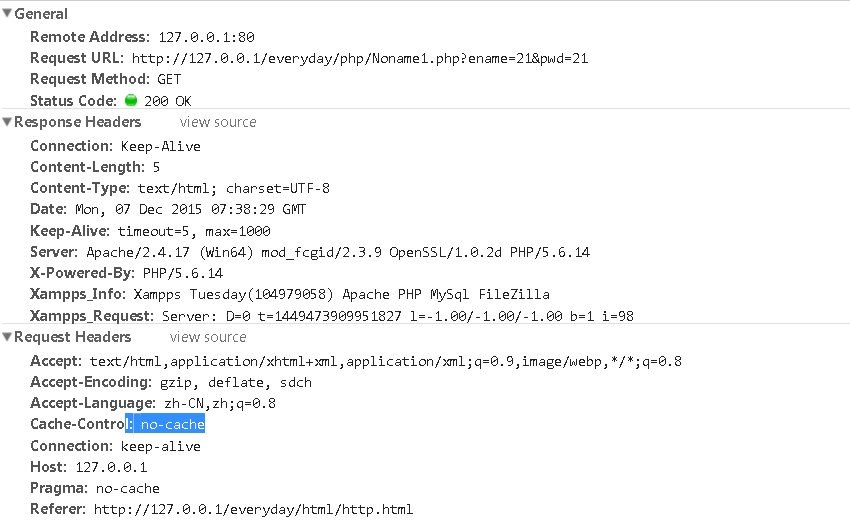 General
Remote Address: 127.0.0.1:80
Request URL: http://127.0.0.1/everyday/php/Noname1.php?ename=21&pwd=21
Request Method: GET
Status Code: 200 OK
Response Headers view source
Connection: Keep-Alive
Content-Length: 5
Content-Type: text/html; charset=UTF-8
Date: Mon, 07 Dec 2015 07:38:29 GMT
Keep-Alive: timeout=5, max=1000
Server: Apache/2.4.17 (Win64) mod_fcgid/2.3.9 OpenSSL/1.0.2d PHP/5.6.14
X-Powered-By: PHP/5.6.14
Xampps_Info: Xampps Tuesday(104979058) Apache PHP MySql FileZilla
Xampps_Request: Server: D=0 t=1449473909951827 l=-1.00/-1.00/-1.00 b=1 i=98
Request Headers view source
Accept: text/html,application/xhtml+xml,application/xml;q=0.9,image/webp,*/*;q=0.8
Accept-Encoding: gzip, deflate, sdch
Accept-Language: zh-CN,zh;q=0.8
Cache-Control: no-cache
Connection: keep-alive
Host: 127.0.0.1
Pragma: no-cache
Referer: http://127.0.0.1/everyday/html/http.html